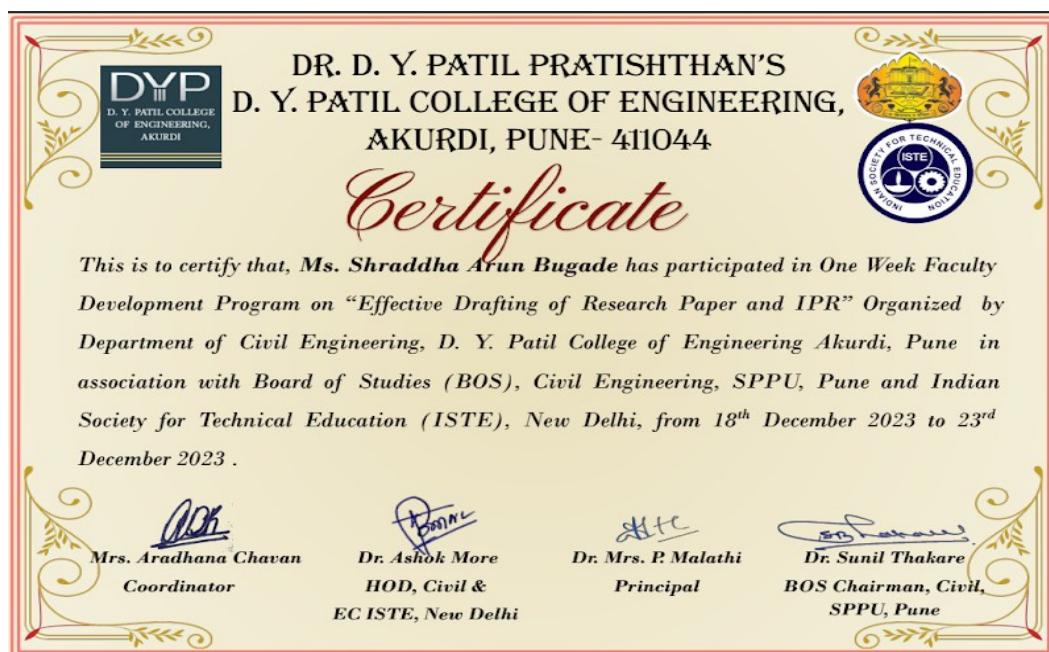 DR. D. Y. PATIL PRATISHTHAN'S
D. Y. PATIL COLLEGE OF ENGINEERING,
AKURDI, PUNE- 411044
DYP
D. Y. PATIL COLLEGE
OF ENGINEERING,
AKURDI
INDIAN SOCIETY FOR TECHNICAL EDUCATION
ISTE
Certificate
This is to certify that, Ms. Shraddha Arun Bugade has participated in One Week Faculty
Development Program on “Effective Drafting of Research Paper and IPR” Organized by
Department of Civil Engineering, D. Y. Patil College of Engineering Akurdi, Pune in
association with Board of Studies (BOS), Civil Engineering, SPPU, Pune and Indian
Society for Technical Education (ISTE), New Delhi, from 18th December 2023 to 23rd
December 2023 .
Mrs. Aradhana Chavan
Coordinator
Dr. Ashok More
HOD, Civil &
EC ISTE, New Delhi
Dr. Mrs. P. Malathi
Principal
Dr. Sunil Thakare
BOS Chairman, Civil,
SPPU, Pune